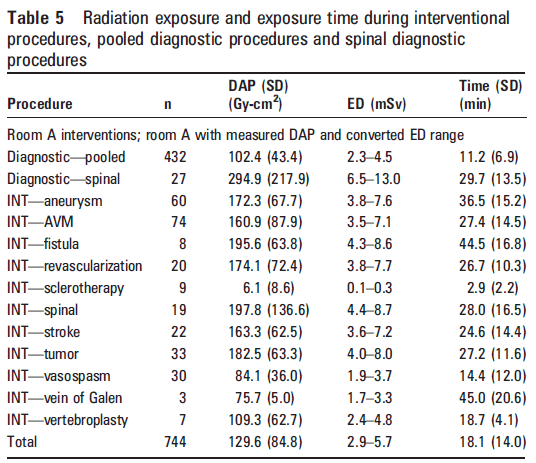 Table 5 Radiation exposure and exposure time during interventional
procedures, pooled diagnostic procedures and spinal diagnostic
procedures
DAP (SD) Time (SD)
Procedure n (Gy-cm²) ED (mSv) (min)
Room A interventions; room A with measured DAP and converted ED range
Diagnostic—pooled 432 102.4 (43.4) 2.3–4.5 11.2 (6.9)
Diagnostic—spinal 27 294.9 (217.9) 6.5–13.0 29.7 (13.5)
INT—aneurysm 60 172.3 (67.7) 3.8–7.6 36.5 (15.2)
INT—AVM 74 160.9 (87.9) 3.5–7.1 27.4 (14.5)
INT—fistula 8 195.6 (63.8) 4.3–8.6 44.5 (16.8)
INT—revascularization 20 174.1 (72.4) 3.8–7.7 26.7 (10.3)
INT—sclerotherapy 9 6.1 (8.6) 0.1–0.3 2.9 (2.2)
INT—spinal 19 197.8 (136.6) 4.4–8.7 28.0 (16.5)
INT—stroke 22 163.3 (62.5) 3.6–7.2 24.6 (14.4)
INT—tumor 33 182.5 (63.3) 4.0–8.0 27.2 (11.6)
INT—vasospasm 30 84.1 (36.0) 1.9–3.7 14.4 (12.0)
INT—vein of Galen 3 75.7 (5.0) 1.7–3.3 45.0 (20.6)
INT—vertebroplasty 7 109.3 (62.7) 2.4–4.8 18.7 (4.1)
Total 744 129.6 (84.8) 2.9–5.7 18.1 (14.0)